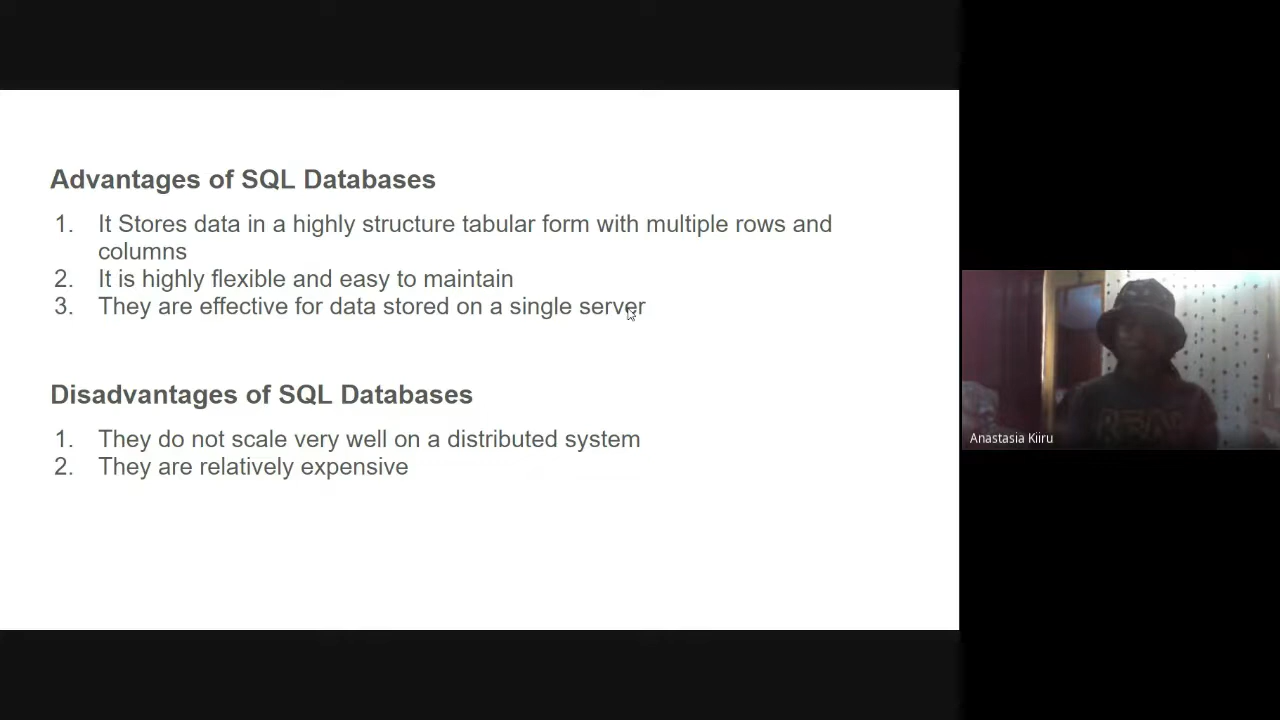 Advantages of SQL Databases
1. It Stores data in a highly structure tabular form with multiple rows and
columns
2. It is highly flexible and easy to maintain
3. They are effective for data stored on a single server
Disadvantages of SQL Databases
1. They do not scale very well on a distributed system
2. They are relatively expensive
Anastasia Kiiru